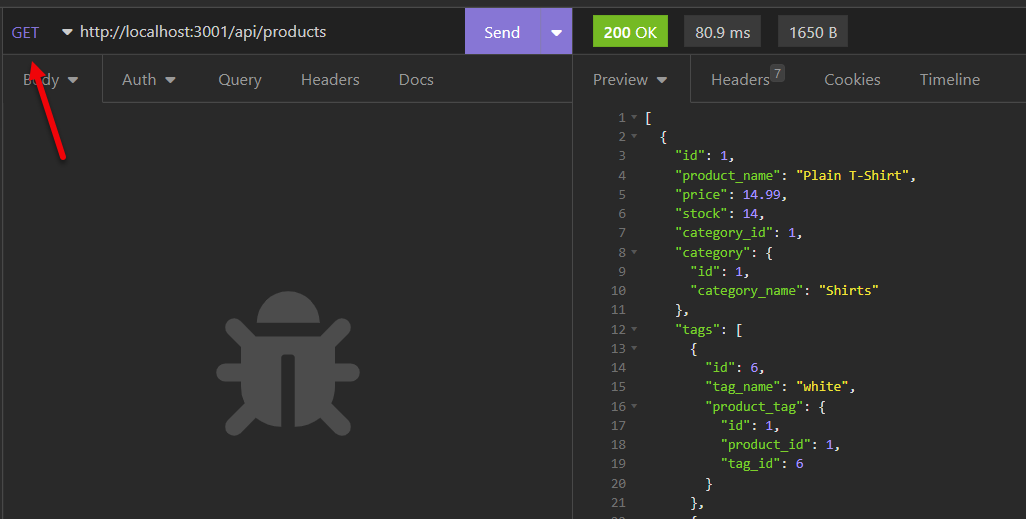 GET http://localhost:3001/api/products Send 200 OK 80.9 ms 1650 B
Body Auth Query Headers Docs Preview Headers 7 Cookies Timeline
1 [
2 {
3 "id": 1,
4 "product_name": "Plain T-Shirt",
5 "price": 14.99,
6 "stock": 14,
7 "category_id": 1,
8 "category": {
9 "id": 1,
10 "category_name": "Shirts"
11 },
12 "tags": [
13 {
14 "id": 6,
15 "tag_name": "white",
16 "product_tag": {
17 "id": 1,
18 "product_id": 1,
19 "tag_id": 6
20 }
21 },